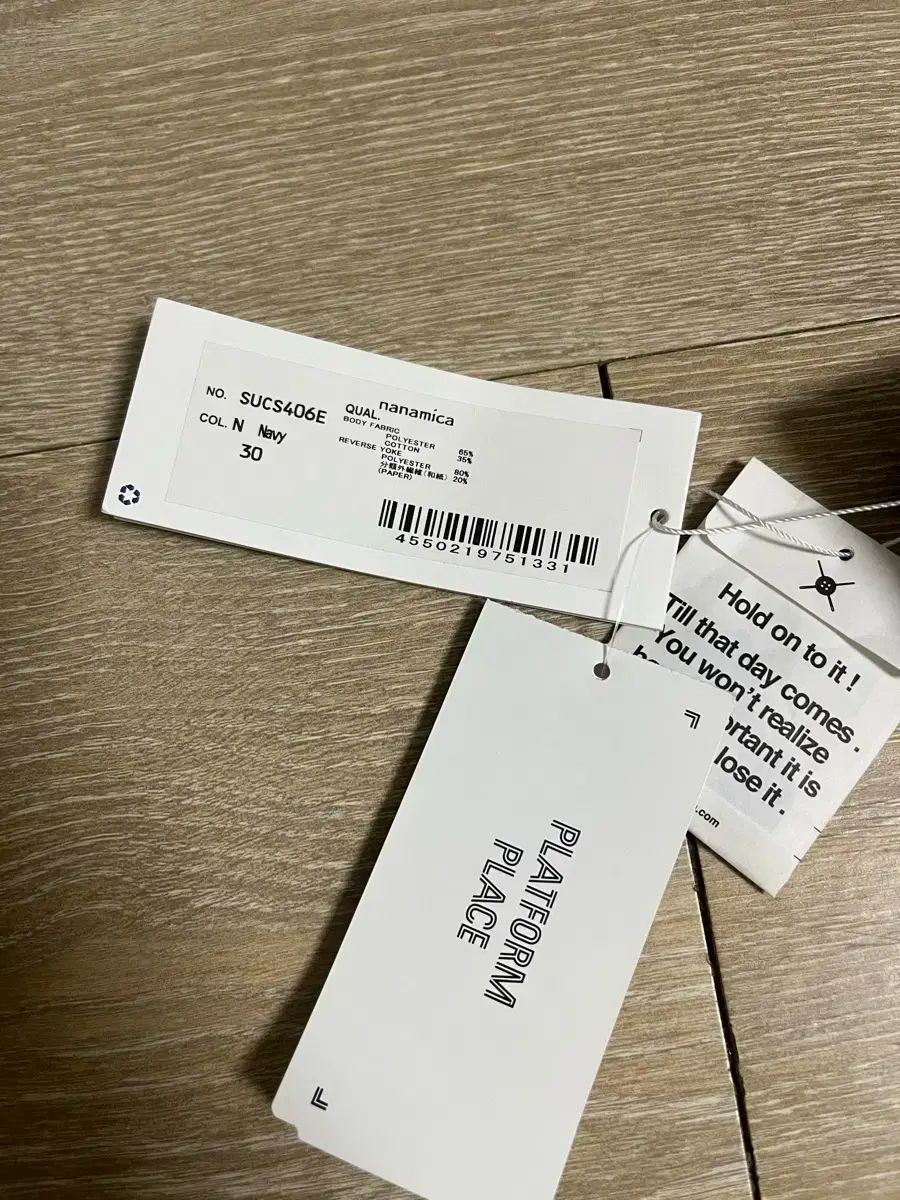 NO. SUCS406E
COL. N Navy
30
nanamica
QUAL.
BODY FABRIC
POLYESTER 65%
COTTON 35%
REVERSE YOKE
POLYESTER 80%
分類外繊維(和紙) 20%
(PAPER)
4550219751331
Hold on to it !
Till that day comes .
You won't realize
it is
lose it .
.com
PLATFORM
PLACE